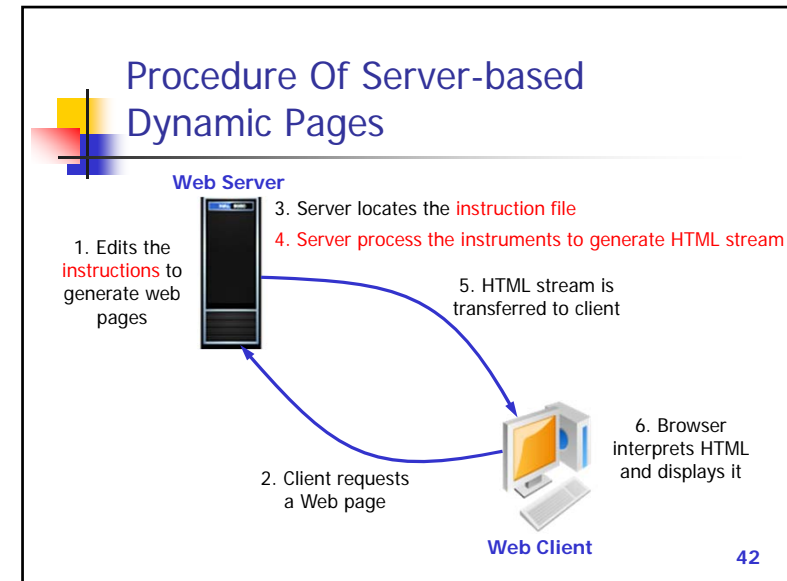 Procedure Of Server-based
Dynamic Pages
Web Server
1. Edits the
instructions to
generate web
pages
3. Server locates the instruction file
4. Server process the instruments to generate HTML stream
5. HTML stream is
transferred to client
2. Client requests
a Web page
6. Browser
interprets HTML
and displays it
Web Client
42